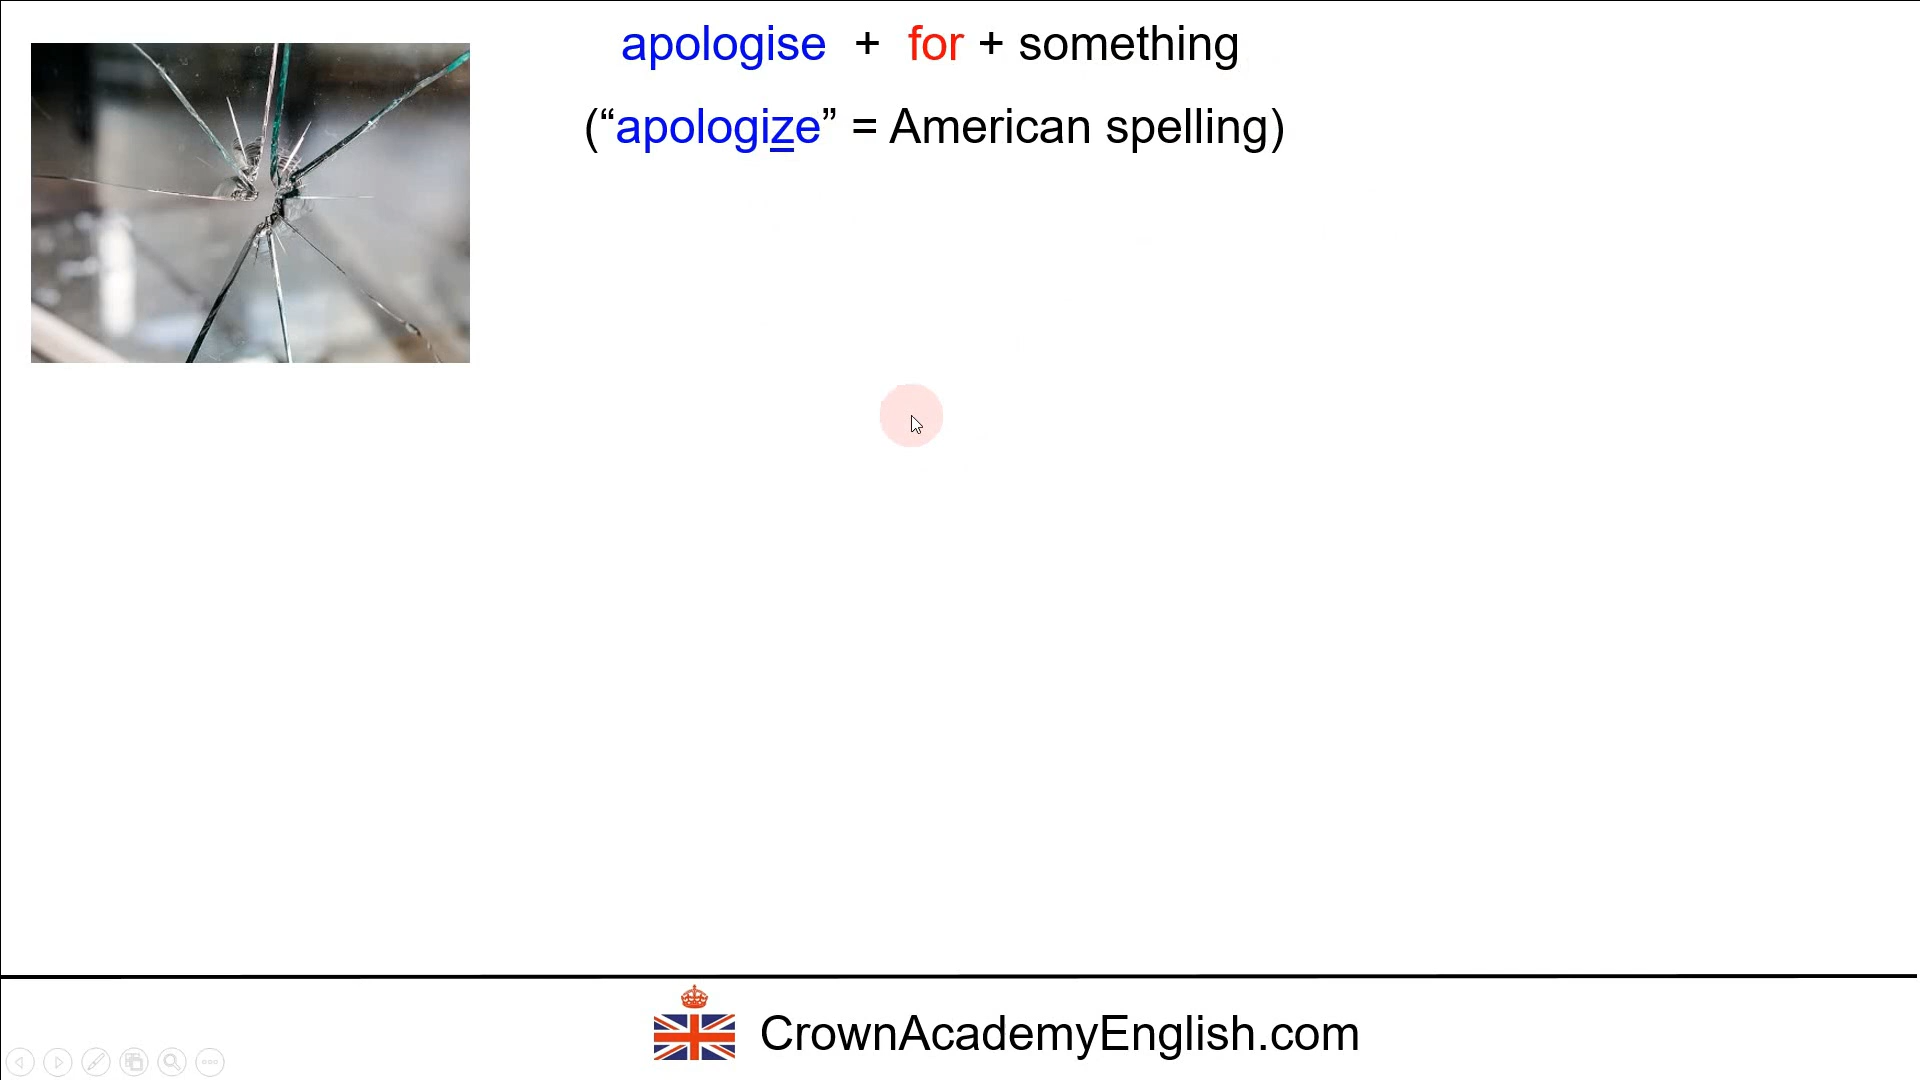 apologise + for + something
(“apologize” = American spelling)
CrownAcademyEnglish.com